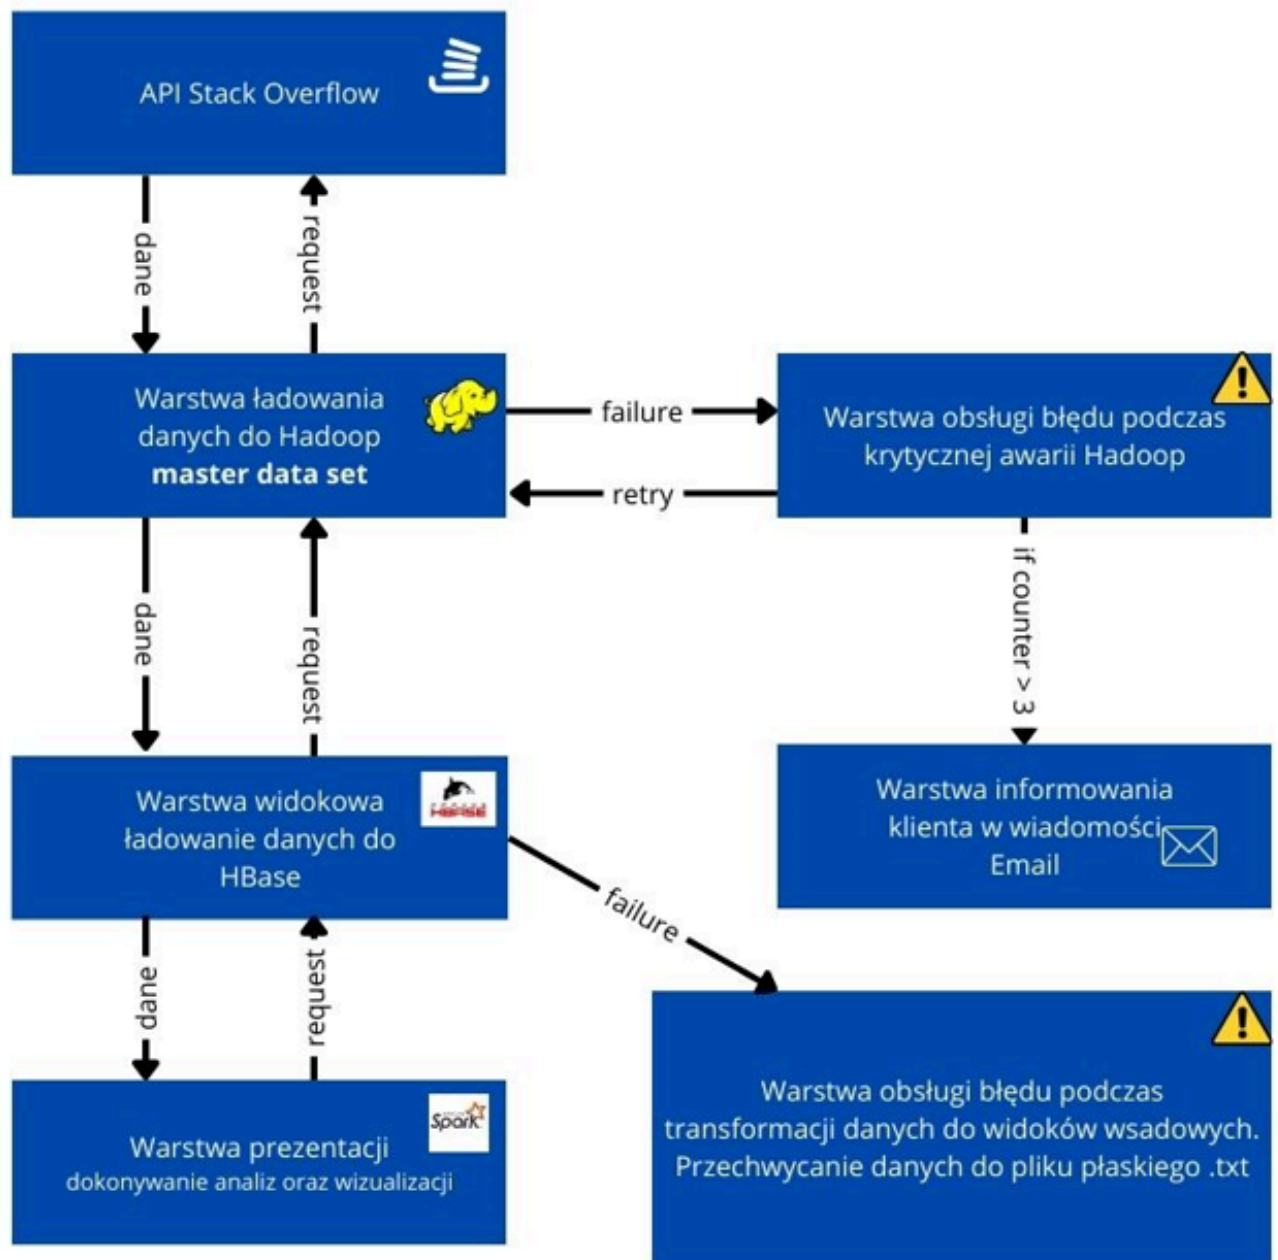 API Stack Overflow
dane
request
Warstwa ładowania
danych do Hadoop
master data set
failure
retry
Warstwa obsługi błędu podczas
krytycznej awarii Hadoop
dane
request
if counter > 3
Warstwa widokowa
ładowanie danych do
HBase
HBASE
Warstwa informowania
klienta w wiadomości
Email
failure
dane
request
Warstwa prezentacji
dokonywanie analiz oraz wizualizacji
Spark
Warstwa obsługi błędu podczas
transformacji danych do widoków wsadowych.
Przechwycanie danych do pliku płaskiego .txt